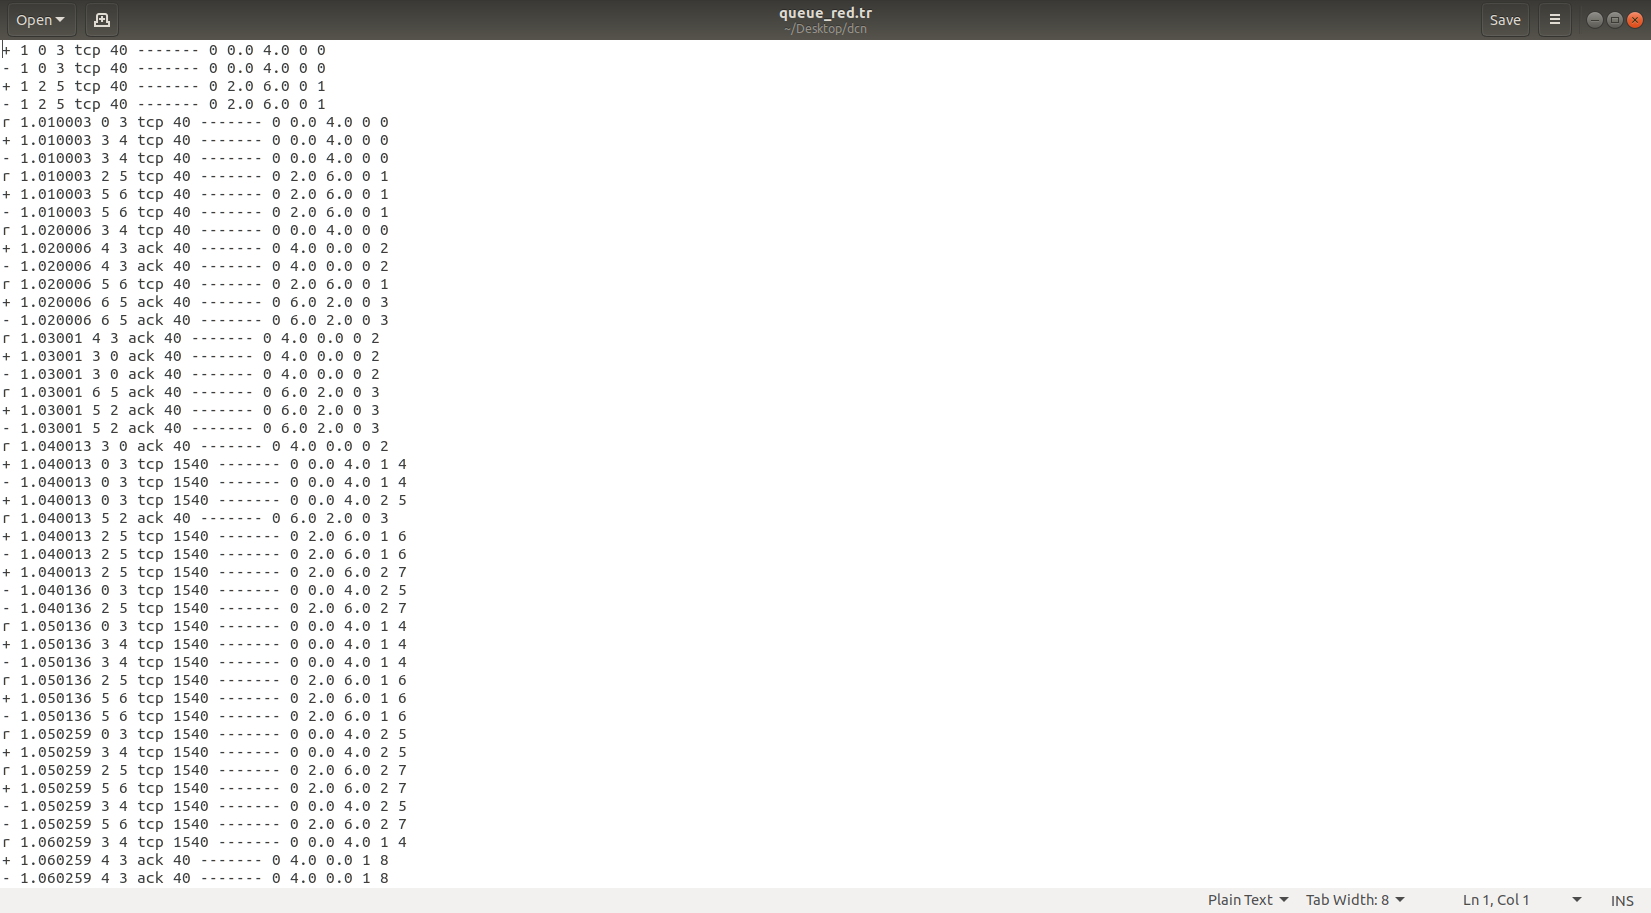 Open
queue_red.tr
~/Desktop/dcn
Save
+ 1 0 3 tcp 40 ------- 0 0.0 4.0 0 0
- 1 0 3 tcp 40 ------- 0 0.0 4.0 0 0
+ 1 2 5 tcp 40 ------- 0 2.0 6.0 0 1
- 1 2 5 tcp 40 ------- 0 2.0 6.0 0 1
r 1.010003 0 3 tcp 40 ------- 0 0.0 4.0 0 0
+ 1.010003 3 4 tcp 40 ------- 0 0.0 4.0 0 0
- 1.010003 3 4 tcp 40 ------- 0 0.0 4.0 0 0
r 1.010003 2 5 tcp 40 ------- 0 2.0 6.0 0 1
+ 1.010003 5 6 tcp 40 ------- 0 2.0 6.0 0 1
- 1.010003 5 6 tcp 40 ------- 0 2.0 6.0 0 1
r 1.020006 3 4 tcp 40 ------- 0 0.0 4.0 0 0
+ 1.020006 4 3 ack 40 ------- 0 4.0 0.0 0 2
- 1.020006 4 3 ack 40 ------- 0 4.0 0.0 0 2
r 1.020006 5 6 tcp 40 ------- 0 2.0 6.0 0 1
+ 1.020006 6 5 ack 40 ------- 0 6.0 2.0 0 3
- 1.020006 6 5 ack 40 ------- 0 6.0 2.0 0 3
r 1.03001 4 3 ack 40 ------- 0 4.0 0.0 0 2
+ 1.03001 3 0 ack 40 ------- 0 4.0 0.0 0 2
- 1.03001 3 0 ack 40 ------- 0 4.0 0.0 0 2
r 1.03001 6 5 ack 40 ------- 0 6.0 2.0 0 3
+ 1.03001 5 2 ack 40 ------- 0 6.0 2.0 0 3
- 1.03001 5 2 ack 40 ------- 0 6.0 2.0 0 3
r 1.040013 3 0 ack 40 ------- 0 4.0 0.0 0 2
+ 1.040013 0 3 tcp 1540 ------- 0 0.0 4.0 1 4
- 1.040013 0 3 tcp 1540 ------- 0 0.0 4.0 1 4
+ 1.040013 0 3 tcp 1540 ------- 0 0.0 4.0 2 5
r 1.040013 5 2 ack 40 ------- 0 6.0 2.0 0 3
+ 1.040013 2 5 tcp 1540 ------- 0 2.0 6.0 1 6
- 1.040013 2 5 tcp 1540 ------- 0 2.0 6.0 1 6
+ 1.040013 2 5 tcp 1540 ------- 0 2.0 6.0 2 7
- 1.040136 0 3 tcp 1540 ------- 0 0.0 4.0 2 5
- 1.040136 2 5 tcp 1540 ------- 0 2.0 6.0 2 7
r 1.050136 0 3 tcp 1540 ------- 0 0.0 4.0 1 4
+ 1.050136 3 4 tcp 1540 ------- 0 0.0 4.0 1 4
- 1.050136 3 4 tcp 1540 ------- 0 0.0 4.0 1 4
r 1.050136 2 5 tcp 1540 ------- 0 2.0 6.0 1 6
+ 1.050136 5 6 tcp 1540 ------- 0 2.0 6.0 1 6
- 1.050136 5 6 tcp 1540 ------- 0 2.0 6.0 1 6
r 1.050259 0 3 tcp 1540 ------- 0 0.0 4.0 2 5
+ 1.050259 3 4 tcp 1540 ------- 0 0.0 4.0 2 5
r 1.050259 2 5 tcp 1540 ------- 0 2.0 6.0 2 7
+ 1.050259 5 6 tcp 1540 ------- 0 2.0 6.0 2 7
- 1.050259 3 4 tcp 1540 ------- 0 0.0 4.0 2 5
- 1.050259 5 6 tcp 1540 ------- 0 2.0 6.0 2 7
r 1.060259 3 4 tcp 1540 ------- 0 0.0 4.0 1 4
+ 1.060259 4 3 ack 40 ------- 0 4.0 0.0 1 8
- 1.060259 4 3 ack 40 ------- 0 4.0 0.0 1 8
Plain Text Tab Width: 8 Ln 1, Col 1 INS